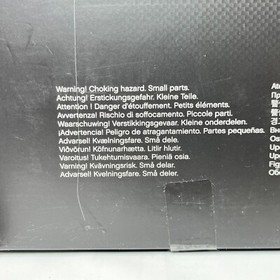 Warning! Choking hazard. Small parts.
Achtung! Erstickungsgefahr. Kleine Teile.
Attention ! Danger d'étouffement. Petits éléments.
Avvertenza! Rischio di soffocamento. Piccole parti.
Waarschuwing! Verstikkingsgevaar. Kleine onderdelen.
¡Advertencia! Peligro de atragantamiento. Partes pequeñas.
Advarsel! Kvælningsfare. Små dele.
Viðvörun! Köfnunarhætta. Litlir hlutir.
Varoitus! Tukehtumisvaara. Pieniä osia.
Varning! Kvävningsrisk. Små delar.
Advarsel! Kvelningsfare. Små deler.